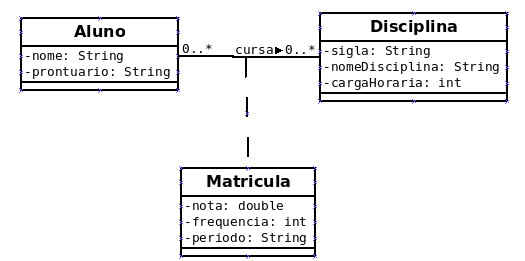 Aluno
-nome: String
-prontuario: String
0..* cursa▶ 0..*
Disciplina
-sigla: String
-nomeDisciplina: String
-cargaHoraria: int
Matricula
-nota: double
-frequencia: int
-periodo: String